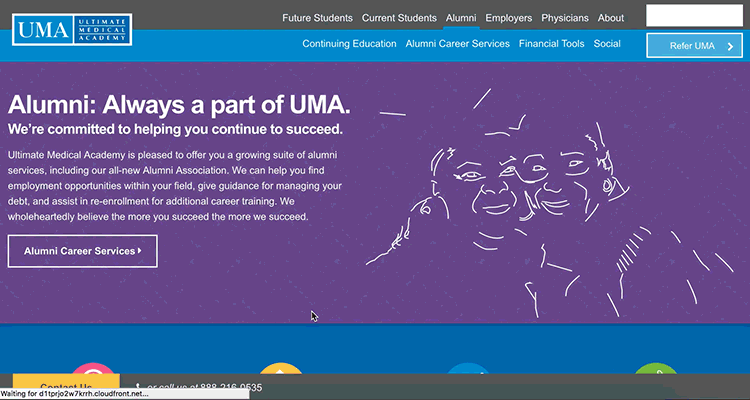 Future Students Current Students Alumni Employers Physicians About
UMA ULTIMATE
MEDICAL
ACADEMY
Continuing Education Alumni Career Services Financial Tools Social
Refer UMA
Alumni: Always a part of UMA.
We're committed to helping you continue to succeed.
Ultimate Medical Academy is pleased to offer you a growing suite of alumni
services, including our all-new Alumni Association. We can help you find
employment opportunities within your field, give guidance for managing your
debt, and assist in re-enrollment for additional career training. We
wholeheartedly believe the more you succeed the more we succeed.
Alumni Career Services
Contact Us or call us at 888-216-0535
Waiting for d1tprjo2w7krrh.cloudfront.net...